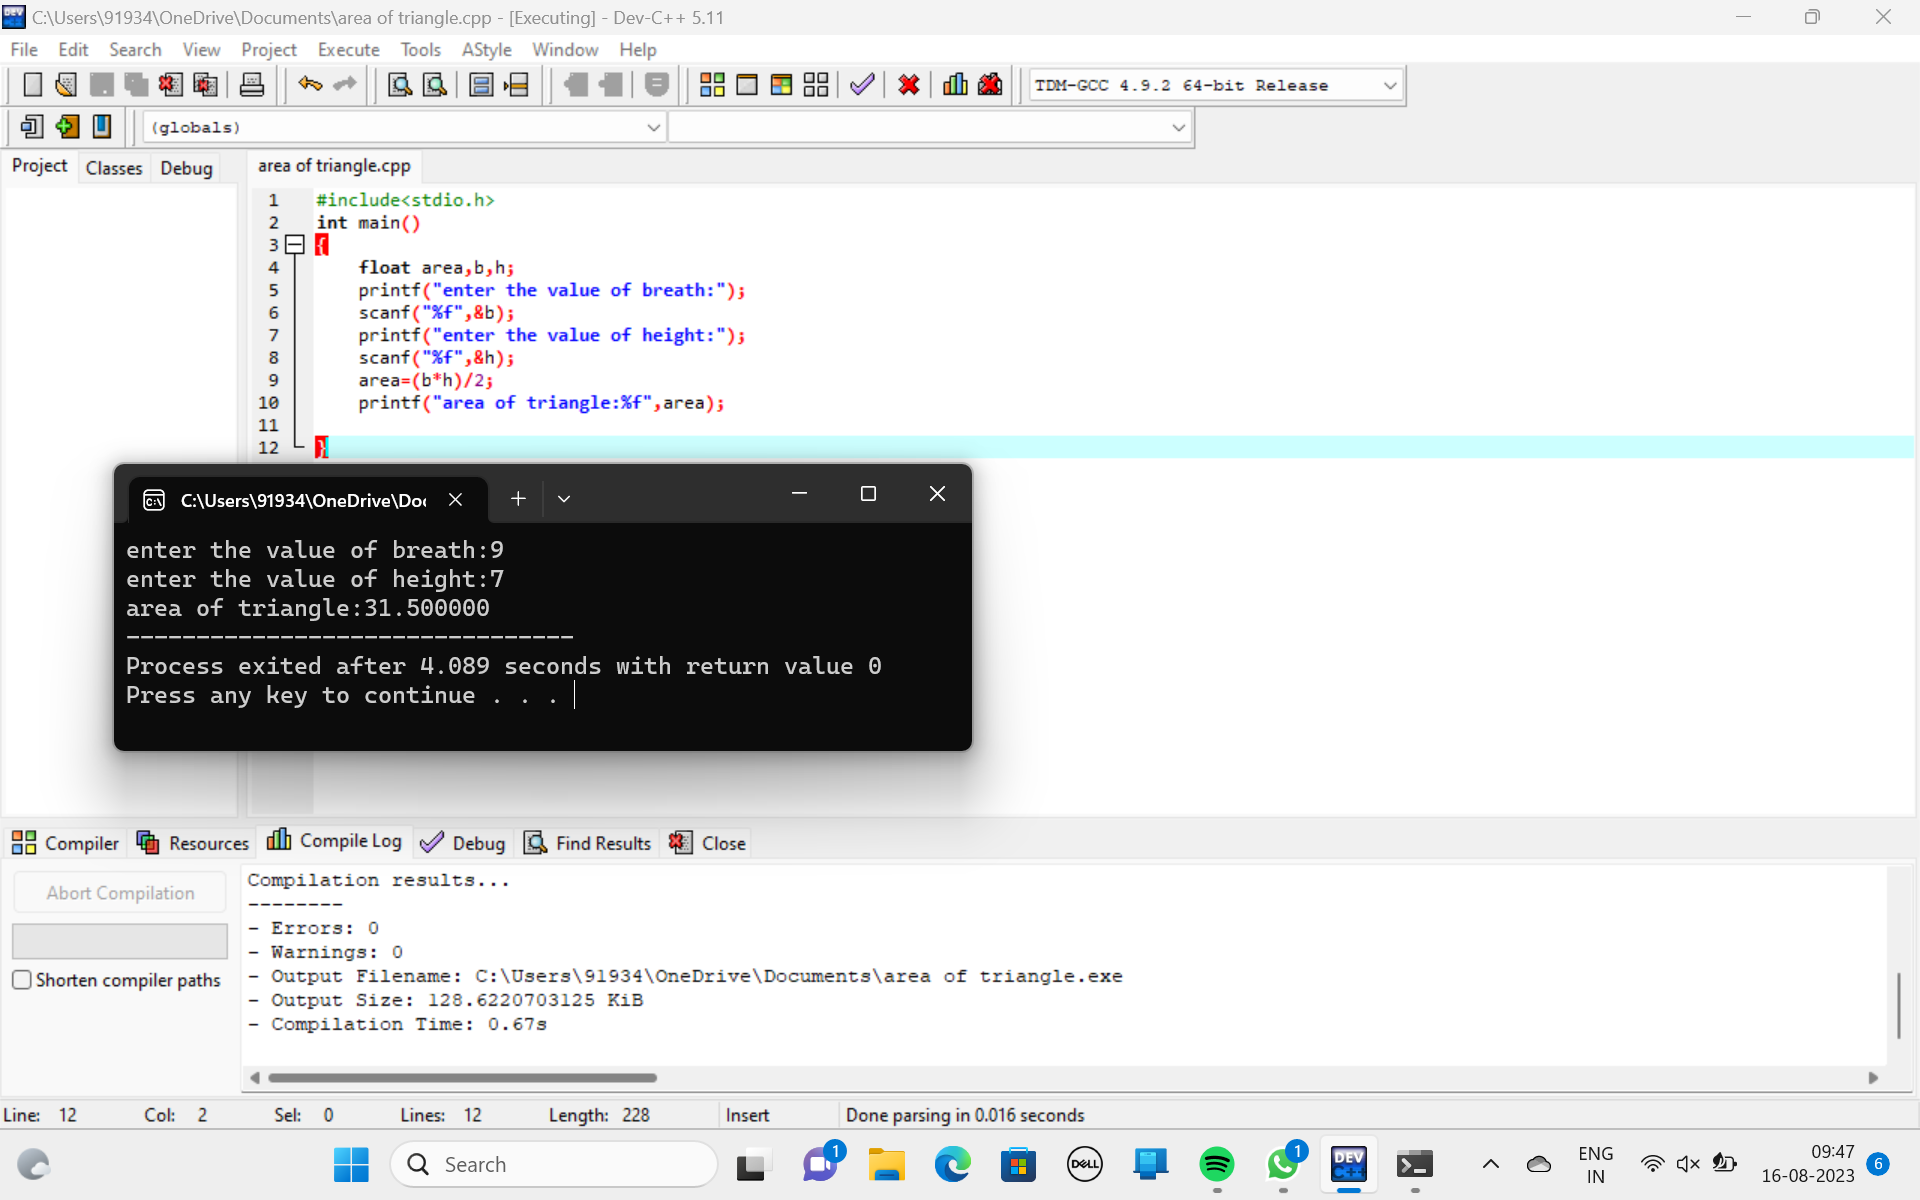 C:\Users\91934\OneDrive\Documents\area of triangle.cpp - [Executing] - Dev-C++ 5.11
File Edit Search View Project Execute Tools AStyle Window Help
TDM-GCC 4.9.2 64-bit Release
(globals)
Project Classes Debug area of triangle.cpp
1 #include<stdio.h>
2 int main()
3 {
4 float area,b,h;
5 printf("enter the value of breath:");
6 scanf("%f",&b);
7 printf("enter the value of height:");
8 scanf("%f",&h);
9 area=(b*h)/2;
10 printf("area of triangle:%f",area);
11
12 }
C:\Users\91934\OneDrive\Do
enter the value of breath:9
enter the value of height:7
area of triangle:31.500000
--------------------------------
Process exited after 4.089 seconds with return value 0
Press any key to continue . . .
Compiler Resources Compile Log Debug Find Results Close
Abort Compilation
Shorten compiler paths
Compilation results...
--------
- Errors: 0
- Warnings: 0
- Output Filename: C:\Users\91934\OneDrive\Documents\area of triangle.exe
- Output Size: 128.6220703125 KiB
- Compilation Time: 0.67s
Line: 12 Col: 2 Sel: 0 Lines: 12 Length: 228 Insert Done parsing in 0.016 seconds
Search
1
DELL
1
DEV
C++
ENG
IN
09:47
16-08-2023
6